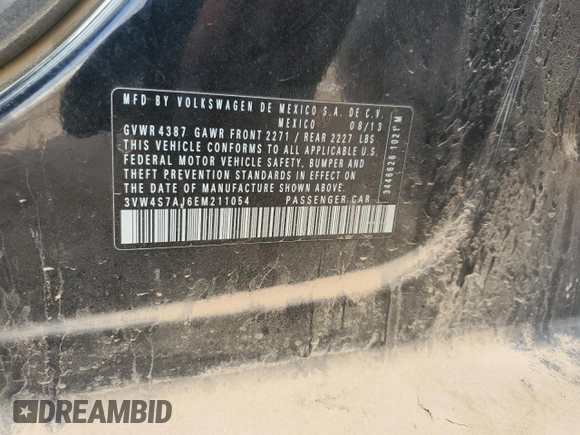 MFD BY VOLKSWAGEN DE MEXICO S.A. DE C.V.
MEXICO 08/13
GVWR 4387 GAWR FRONT 2271 / REAR 2227 LBS
THIS VEHICLE CONFORMS TO ALL APPLICABLE U.S.
FEDERAL MOTOR VEHICLE SAFETY, BUMPER AND
THEFT PREVENTION STANDARDS IN EFFECT ON
THE DATE OF MANUFACTURE SHOWN ABOVE.
3VW4S7AJ6EM211054 PASSENGER CAR
3446626 1021 M
DREAMBID